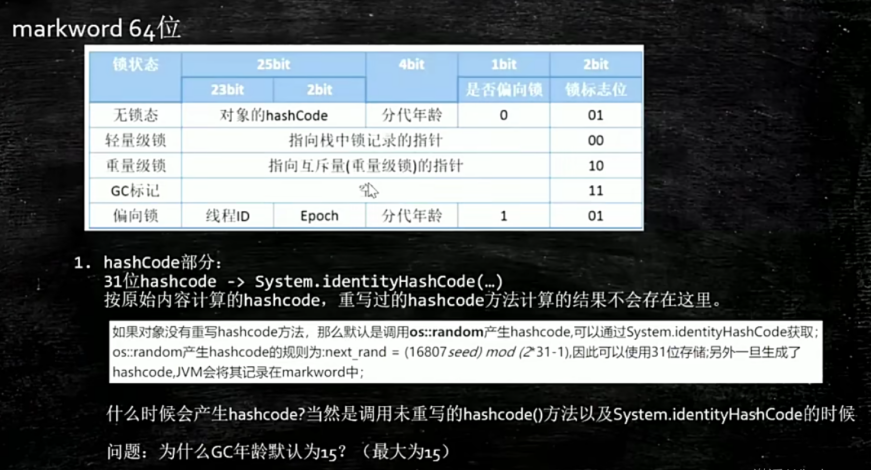 markword 64位
锁状态 25bit 4bit 1bit 2bit
23bit 2bit 是否偏向锁 锁标志位
无锁态 对象的hashCode 分代年龄 0 01
轻量级锁 指向栈中锁记录的指针 00
重量级锁 指向互斥量(重量级锁)的指针 10
GC标记 11
偏向锁 线程ID Epoch 分代年龄 1 01
1. hashCode部分:
31位hashcode -> System.identityHashCode(…)
按原始内容计算的hashcode，重写过的hashcode方法计算的结果不会存在这里。
如果对象没有重写hashcode方法，那么默认是调用os::random产生hashcode,可以通过System.identityHashCode获取;
os::random产生hashcode的规则为:next_rand = (16807seed) mod (2*31-1),因此可以使用31位存储;另外一旦生成了
hashcode,JVM会将其记录在markword中;
什么时候会产生hashcode?当然是调用未重写的hashcode()方法以及System.identityHashCode的时候
问题: 为什么GC年龄默认为15? （最大为15）